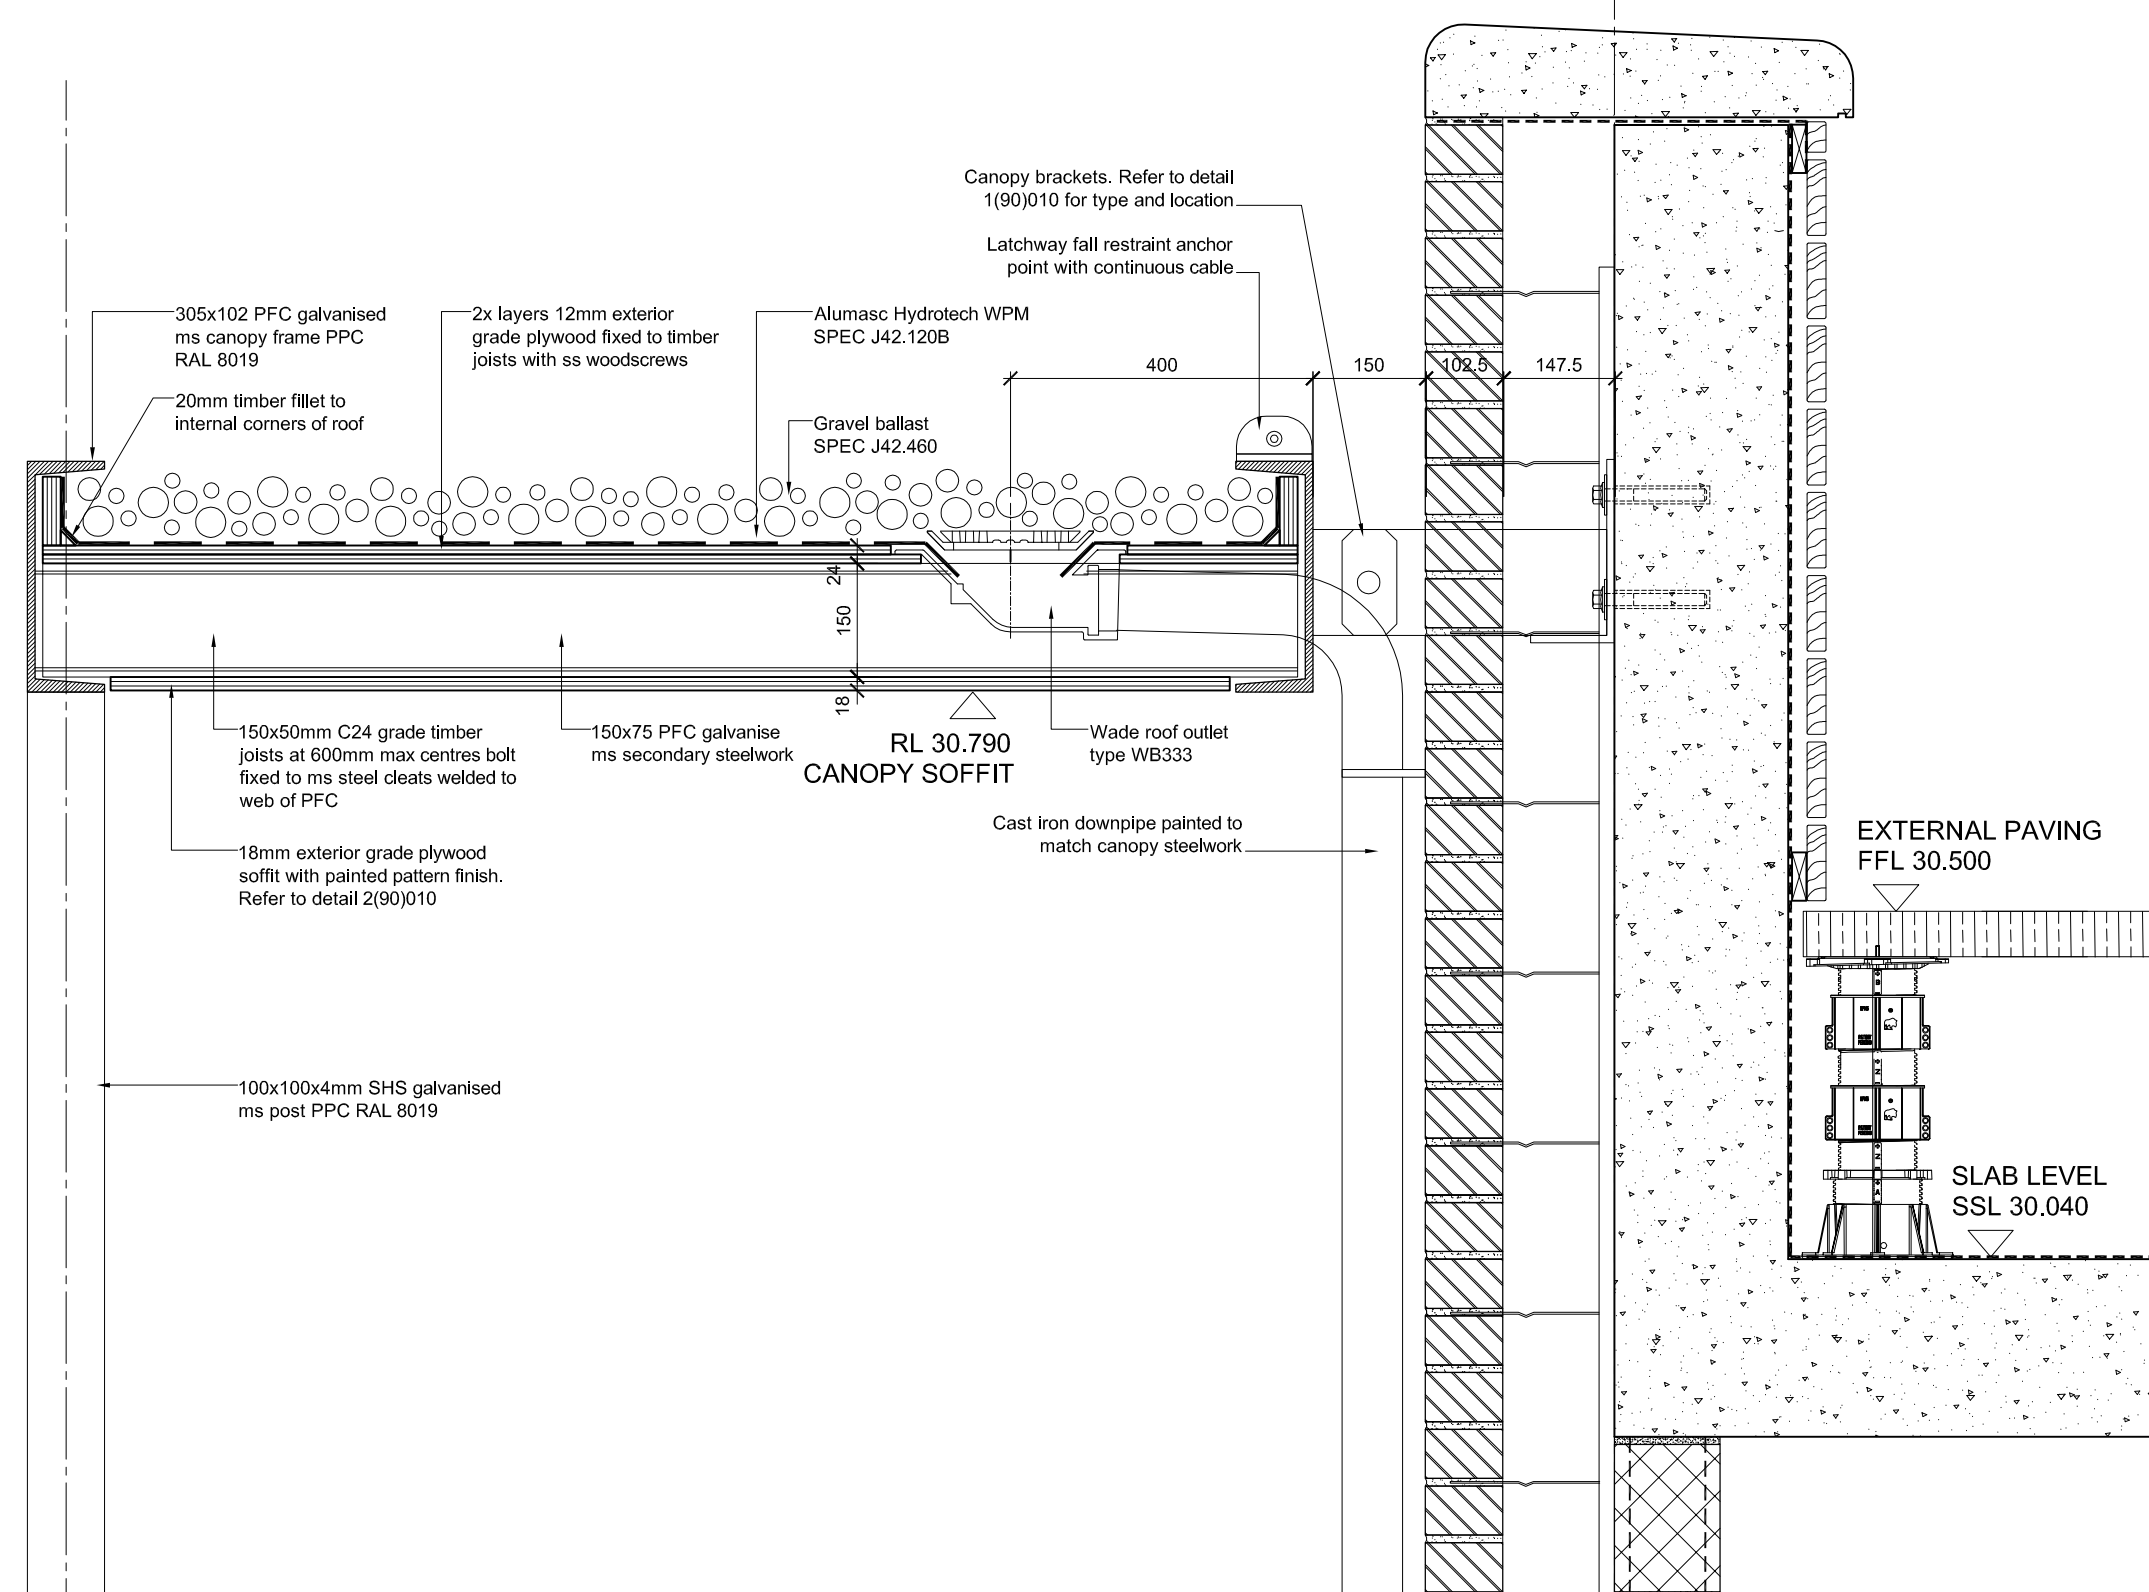 Canopy brackets. Refer to detail
1(90)010 for type and location
Latchway fall restraint anchor
point with continuous cable
305x102 PFC galvanised
ms canopy frame PPC
RAL 8019
2x layers 12mm exterior
grade plywood fixed to timber
joists with ss woodscrews
Alumasc Hydrotech WPM
SPEC J42.120B
400
150
102.5
147.5
20mm timber fillet to
internal corners of roof
Gravel ballast
SPEC J42.460
24
150
18
150x50mm C24 grade timber
joists at 600mm max centres bolt
fixed to ms steel cleats welded to
web of PFC
150x75 PFC galvanise
ms secondary steelwork
RL 30.790
CANOPY SOFFIT
Wade roof outlet
type WB333
Cast iron downpipe painted to
match canopy steelwork
18mm exterior grade plywood
soffit with painted pattern finish.
Refer to detail 2(90)010
EXTERNAL PAVING
FFL 30.500
100x100x4mm SHS galvanised
ms post PPC RAL 8019
SLAB LEVEL
SSL 30.040